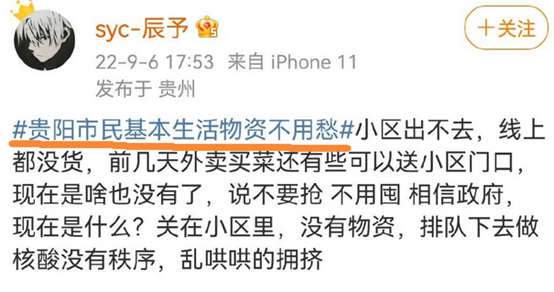 syc-辰予
+关注
22-9-6 17:53 来自 iPhone 11
发布于 贵州
#贵阳市民基本生活物资不用愁#小区出不去，线上
都没货，前几天外卖买菜还有些可以送小区门口，
现在是啥也没有了，说不要抢 不用囤 相信政府，
现在是什么？关在小区里，没有物资，排队下去做
核酸没有秩序，乱哄哄的拥挤